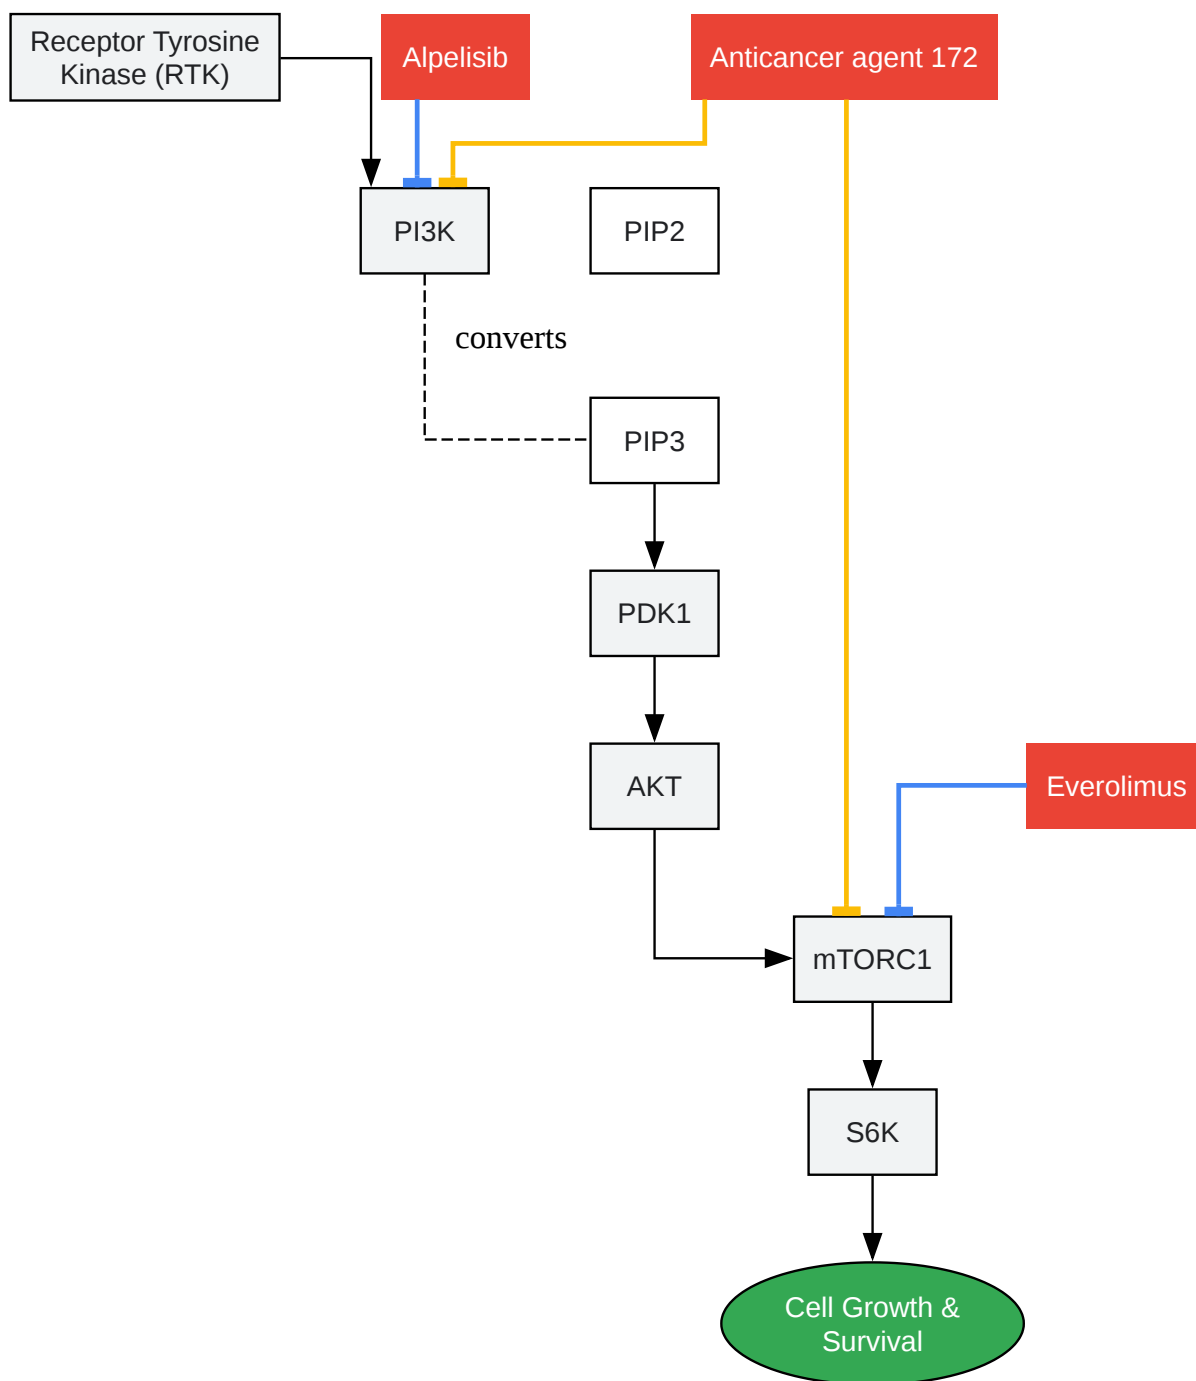 Receptor Tyrosine
Kinase (RTK)
Alpelisib
Anticancer agent 172
PI3K
PIP2
converts
PIP3
PDK1
AKT
Everolimus
mTORC1
S6K
Cell Growth &
Survival